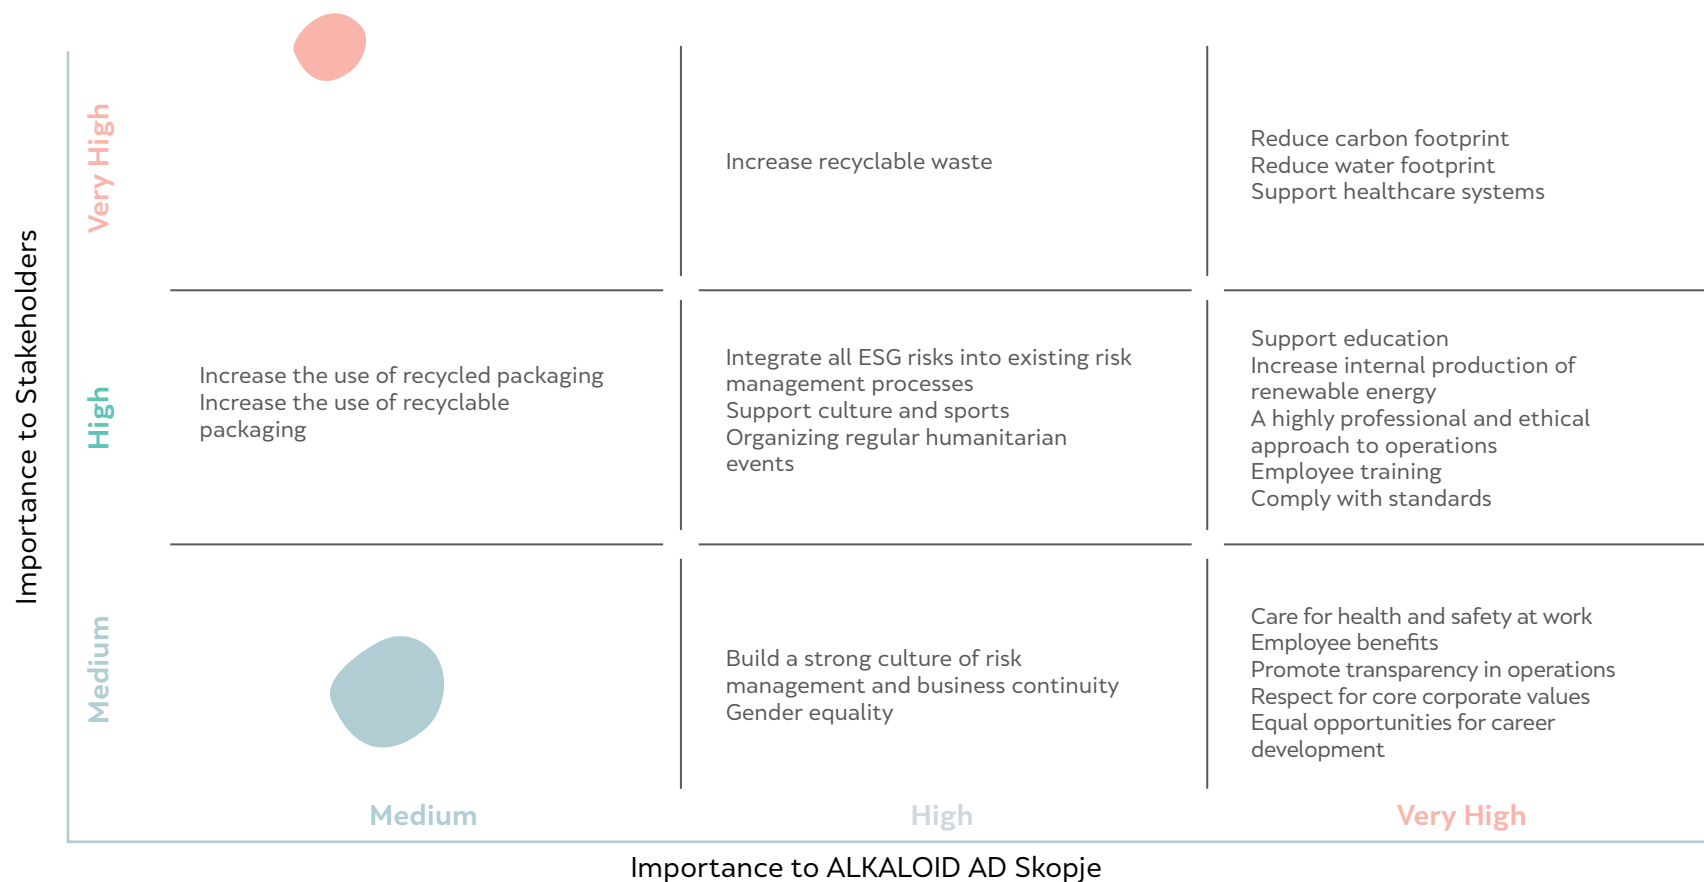 Importance to Stakeholders
Very High
Increase recyclable waste
Reduce carbon footprint
Reduce water footprint
Support healthcare systems
High
Increase the use of recycled packaging
Increase the use of recyclable
packaging
Integrate all ESG risks into existing risk
management processes
Support culture and sports
Organizing regular humanitarian
events
Support education
Increase internal production of
renewable energy
A highly professional and ethical
approach to operations
Employee training
Comply with standards
Medium
Build a strong culture of risk
management and business continuity
Gender equality
Care for health and safety at work
Employee benefits
Promote transparency in operations
Respect for core corporate values
Equal opportunities for career
development
Medium
High
Very High
Importance to ALKALOID AD Skopje